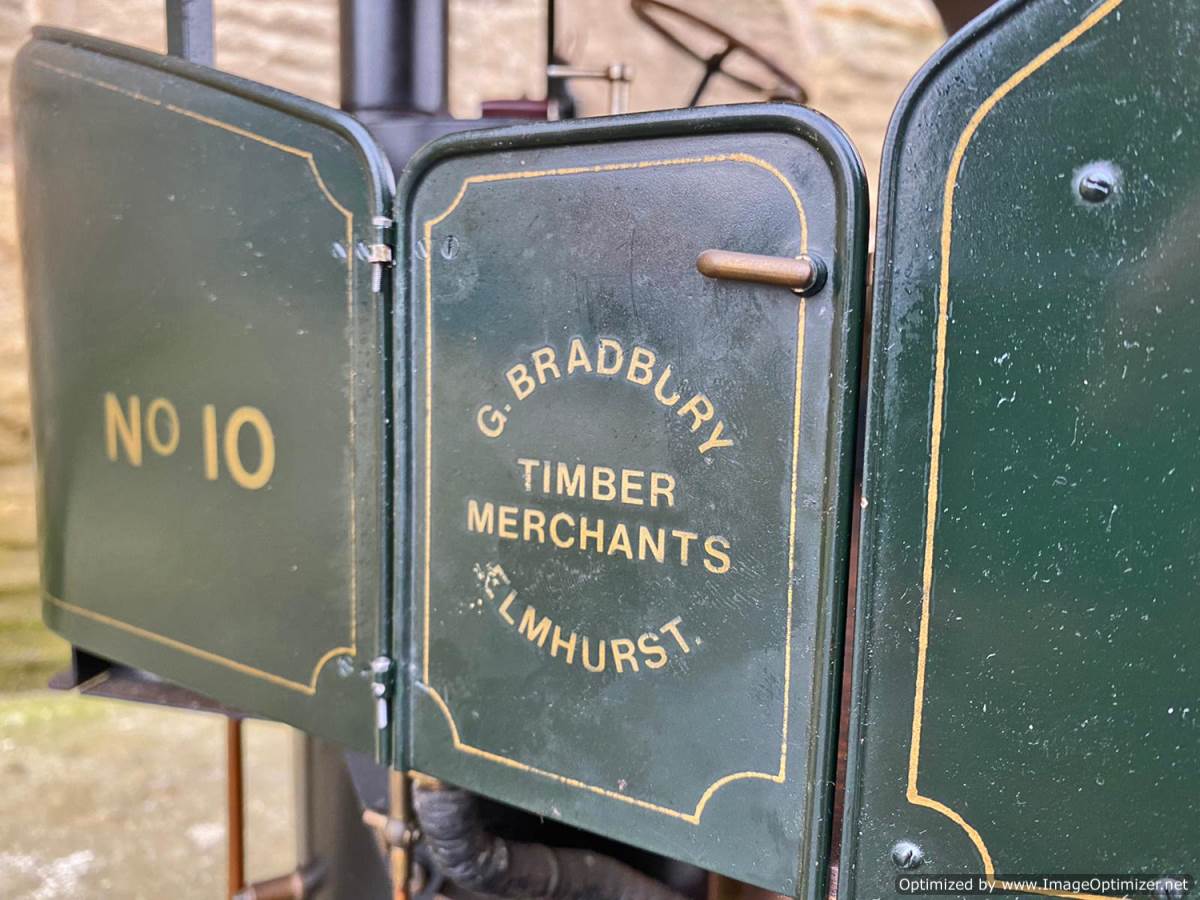 No 10
G. BRADBURY.
TIMBER
MERCHANTS
ELMHURST.
Optimized by www.ImageOptimizer.net